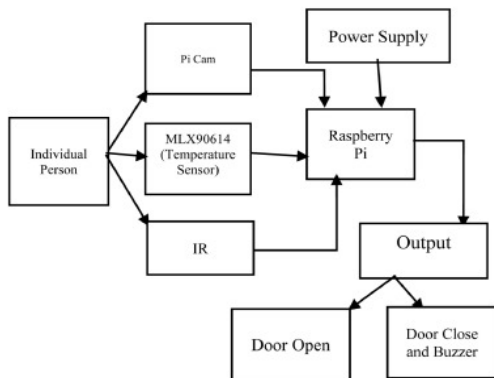 Pi Cam
Power Supply
Individual
Person
MLX90614
(Temperature
Sensor)
Raspberry
Pi
IR
Output
Door Open
Door Close
and Buzzer